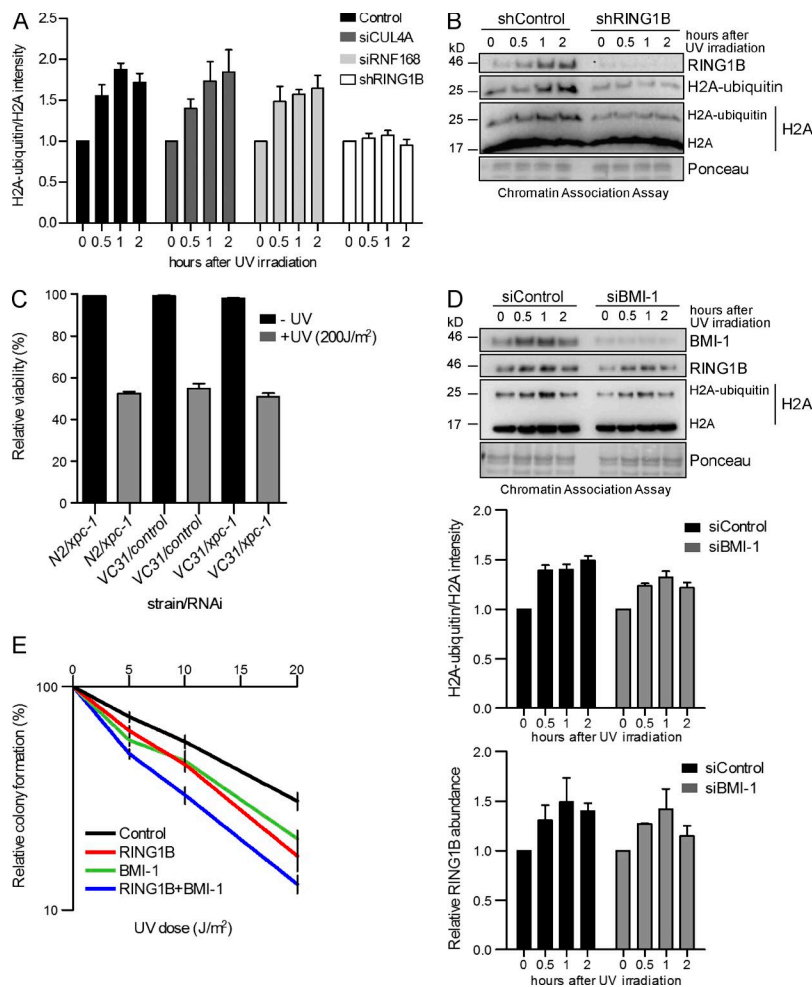 A
H2A-ubiquitin/H2A intensity
2.5
2.0
1.5
1.0
0.5
0.0
Control
siCUL4A
siRNF168
shRING1B
0 0.5 1 2 0 0.5 1 2 0 0.5 1 2 0 0.5 1 2
hours after UV irradiation
B
shControl shRING1B
kD 0 0.5 1 2 0 0.5 1 2 hours after
UV irradiation
46 RING1B
25 H2A-ubiquitin
25 H2A-ubiquitin
H2A
17 H2A
Ponceau
Chromatin Association Assay
C
Relative viability (%)
100
80
60
40
20
0
- UV
+UV (200J/m²)
N2/xpc-1
N2/xpc-1
VC31/control
VC31/control
VC31/xpc-1
VC31/xpc-1
strain/RNAi
D
siControl siBMI-1
kD 0 0.5 1 2 0 0.5 1 2 hours after
UV irradiation
46 BMI-1
46 RING1B
25 H2A-ubiquitin
H2A
17 H2A
Ponceau
Chromatin Association Assay
H2A-ubiquitin/H2A intensity
2.0
1.5
1.0
0.5
0.0
siControl
siBMI-1
0 0.5 1 2 0 0.5 1 2
hours after UV irradiation
Relative RING1B abundance
2.0
1.5
1.0
0.5
0.0
siControl
siBMI-1
0 0.5 1 2 0 0.5 1 2
hours after UV irradiation
E
0 5 10 15 20
100
10
Relative colony formation (%)
Control
RING1B
BMI-1
RING1B+BMI-1
UV dose (J/m²)